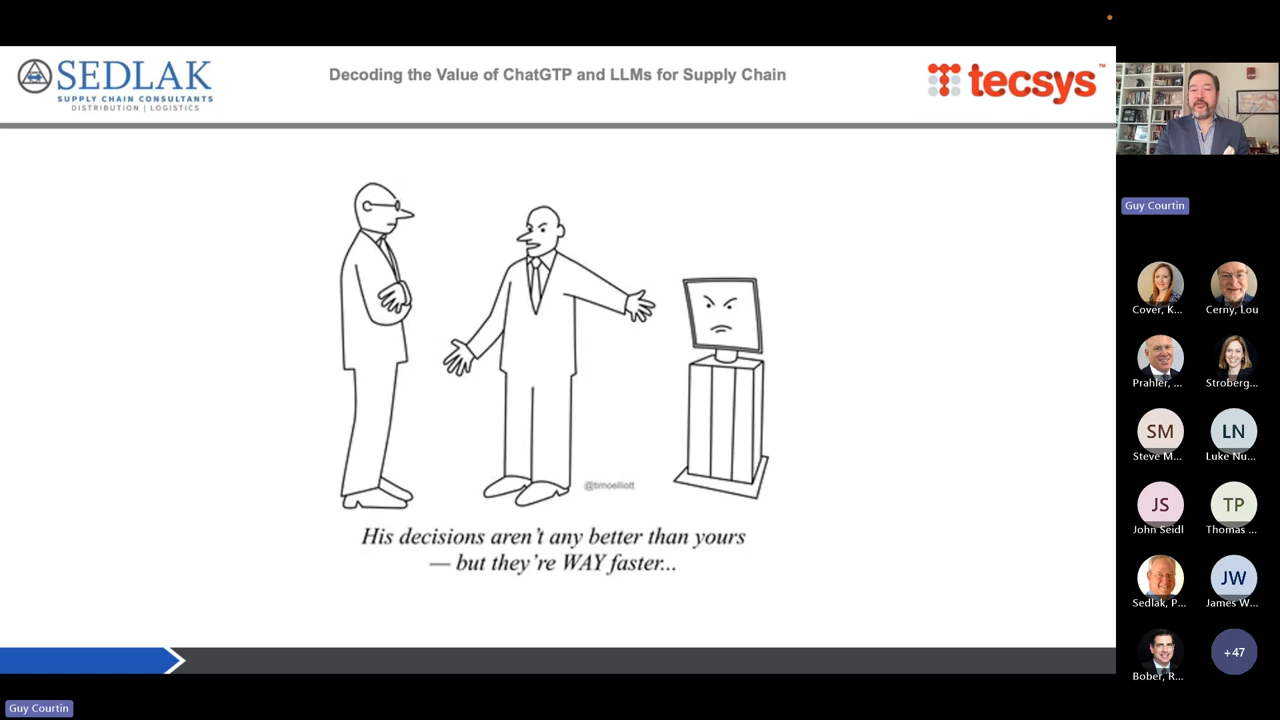 SEDLAK
SUPPLY CHAIN CONSULTANTS
DISTRIBUTION | LOGISTICS
Decoding the Value of ChatGTP and LLMs for Supply Chain
tecsys™
@timoelliott
His decisions aren't any better than yours
— but they're WAY faster...
Guy Courtin
Cover, K...
Cerny, Lou
Prahler, ...
Stroberg...
SM
LN
Steve M...
Luke Nu...
JS
TP
John Seidl
Thomas ...
JW
Sedlak, P...
James W...
+47
Bober, R...
Guy Courtin